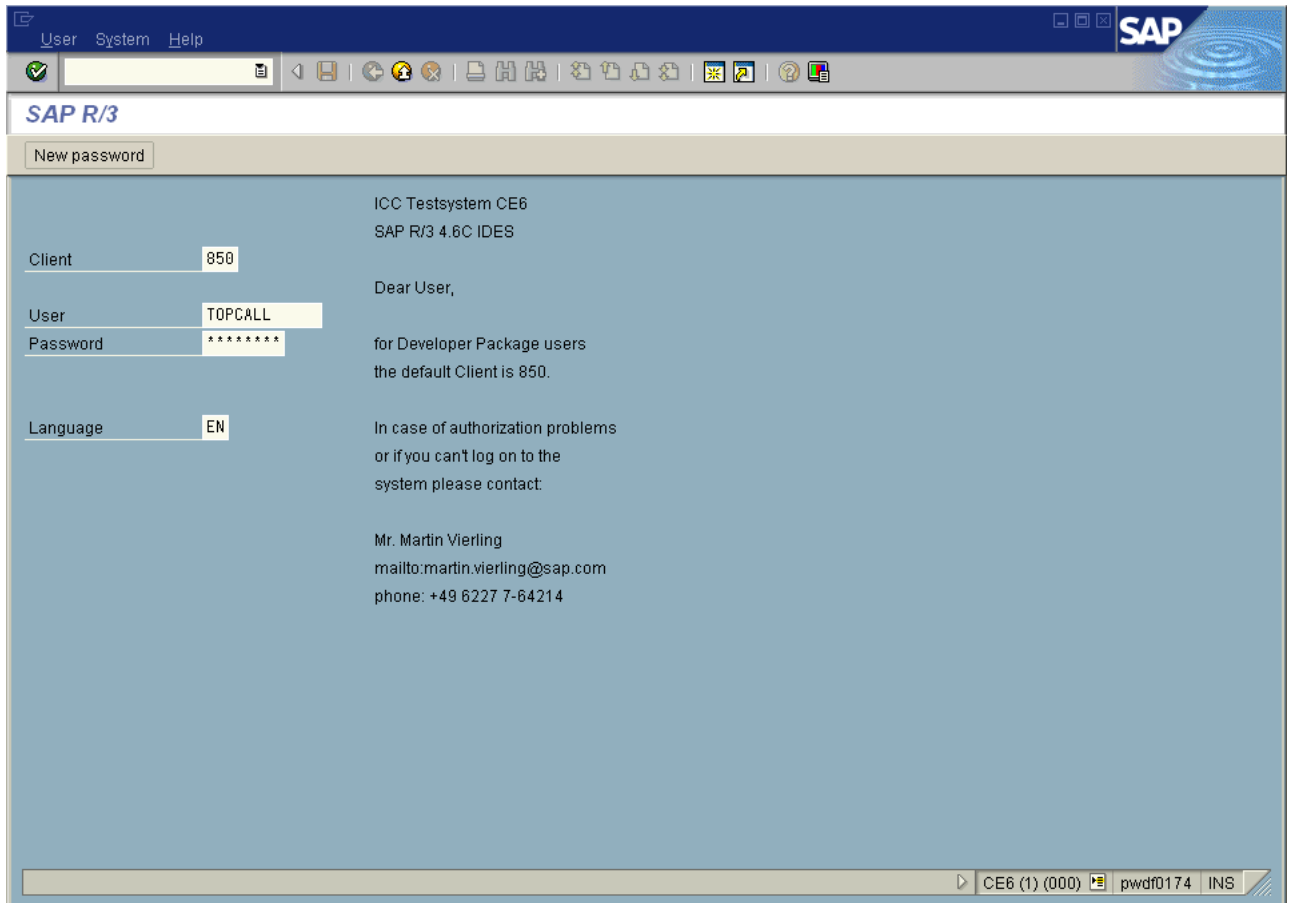 User System Help
SAP
SAP R/3
New password
ICC Testsystem CE6
SAP R/3 4.6C IDES
Client 850
Dear User,
User TOPCALL
Password ******** for Developer Package users
the default Client is 850.
Language EN In case of authorization problems
or if you can't log on to the
system please contact:
Mr. Martin Vierling
mailto:martin.vierling@sap.com
phone: +49 6227 7-64214
CE6 (1) (000) pwdf0174 INS